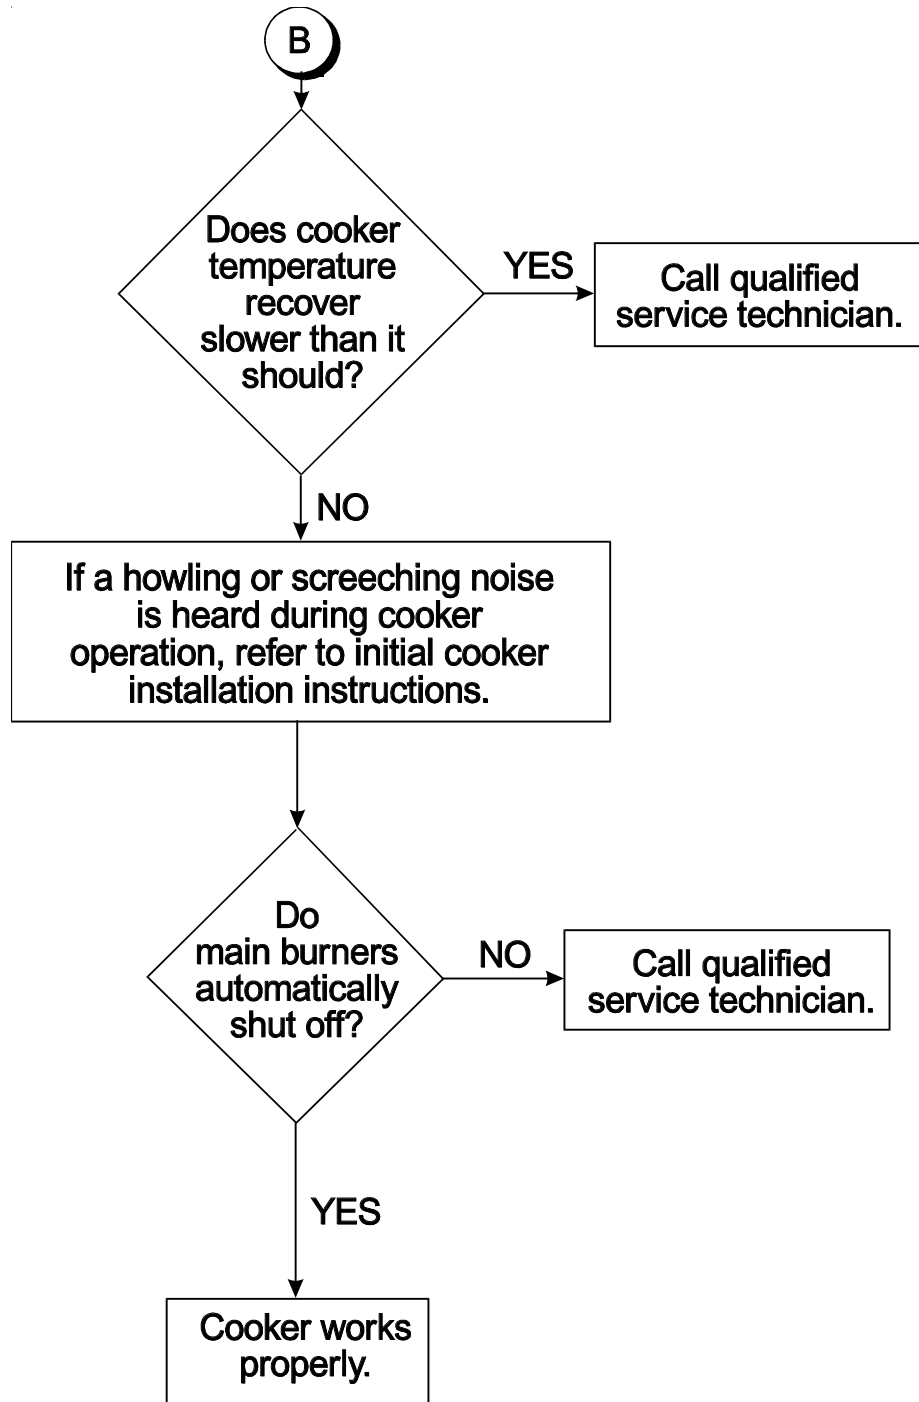 B
Does cooker
temperature
recover
slower than it
should?
YES
Call qualified
service technician.
NO
If a howling or screeching noise
is heard during cooker
operation, refer to initial cooker
installation instructions.
Do
main burners
automatically
shut off?
NO
Call qualified
service technician.
YES
Cooker works
properly.